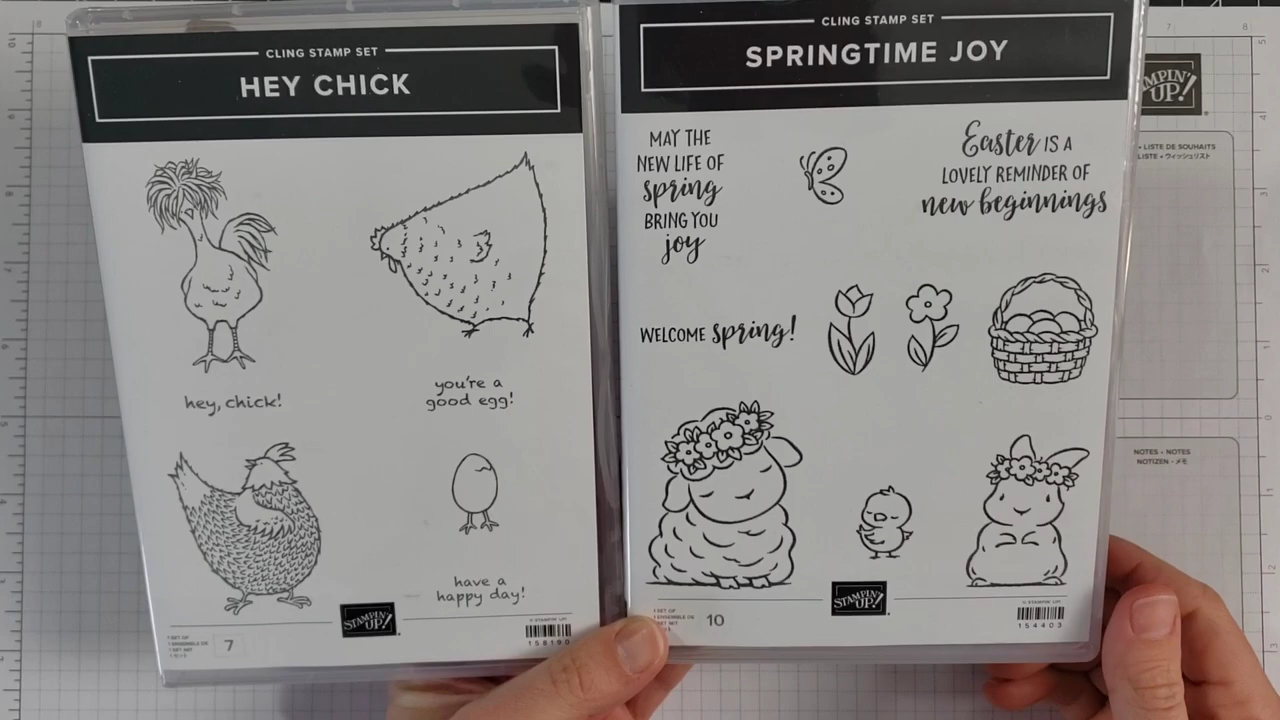 CLING STAMP SET
HEY CHICK
hey, chick!
you're a
good egg!
have a
happy day!
STAMPIN'
UP!
7
158190
CLING STAMP SET
SPRINGTIME JOY
MAY THE
NEW LIFE OF
spring
BRING YOU
joy
Easter IS A
LOVELY REMINDER OF
new beginnings
WELCOME spring!
STAMPIN'
UP!
10
154403
UP!
LISTE DE SOUHAITS
LISTE • ウィッシュリスト
NOTES • NOTES
NOTIZEN • メモ